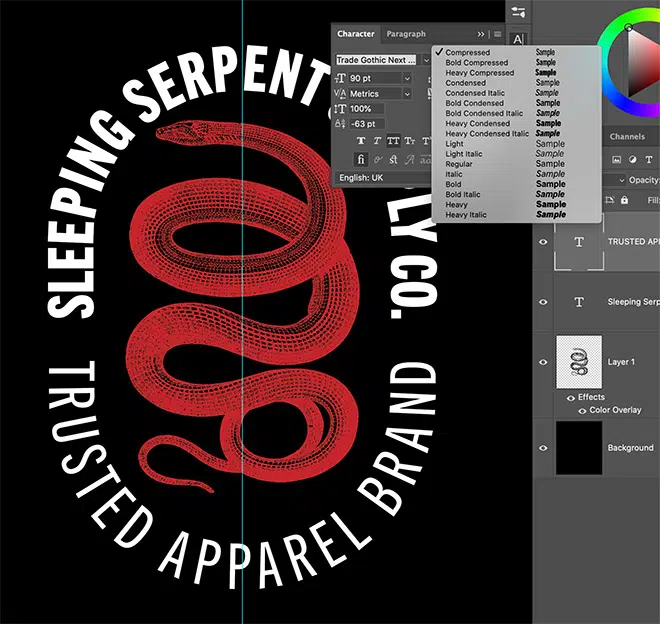 SLEEPING SERPENT
LY CO.
TRUSTED APPAREL BRAND
Character
Paragraph
Trade Gothic Next ...
90 pt
Metrics
100%
-63 pt
English: UK
Compressed Sample
Bold Compressed Sample
Heavy Compressed Sample
Condensed Sample
Condensed Italic Sample
Bold Condensed Sample
Bold Condensed Italic Sample
Heavy Condensed Sample
Heavy Condensed Italic Sample
Light Sample
Light Italic Sample
Regular Sample
Italic Sample
Bold Sample
Bold Italic Sample
Heavy Sample
Heavy Italic Sample
Channels
Opacity:
Fill:
TRUSTED API
Sleeping Serp
Layer 1
Effects
Color Overlay
Background